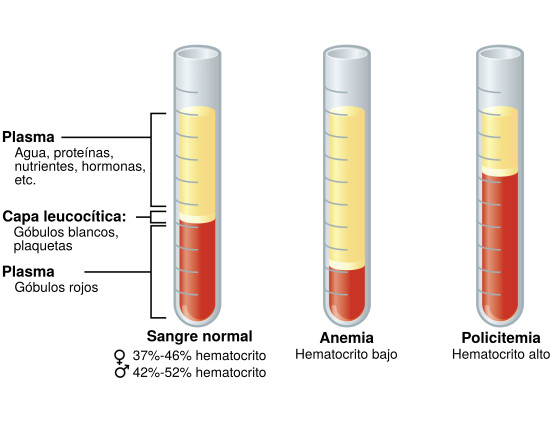 Plasma
Agua, proteínas,
nutrientes, hormonas,
etc.
Capa leucocítica:
Góbulos blancos,
plaquetas
Plasma
Góbulos rojos
Sangre normal
♀ 37%-46% hematocrito
♂ 42%-52% hematocrito
Anemia
Hematocrito bajo
Policitemia
Hematocrito alto